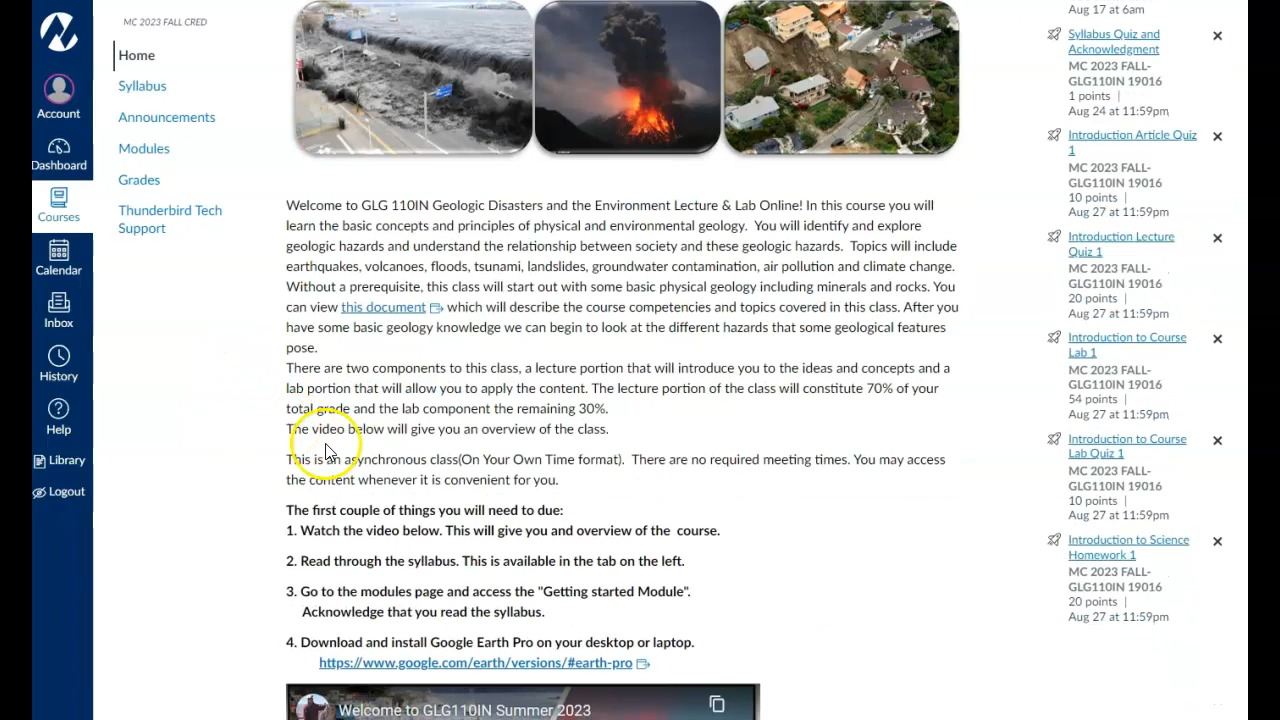 MC 2023 FALL CRED
Home
Syllabus
Announcements
Modules
Grades
Thunderbird Tech
Support
Account
Dashboard
Courses
Calendar
Inbox
History
Help
Library
Logout
Welcome to GLG 110IN Geologic Disasters and the Environment Lecture & Lab Online! In this course you will
learn the basic concepts and principles of physical and environmental geology.  You will identify and explore
geologic hazards and understand the relationship between society and these geologic hazards.  Topics will include
earthquakes, volcanoes, floods, tsunami, landslides, groundwater contamination, air pollution and climate change.
Without a prerequisite, this class will start out with some basic physical geology including minerals and rocks. You
can view this document which will describe the course competencies and topics covered in this class. After you
have some basic geology knowledge we can begin to look at the different hazards that some geological features
pose.
There are two components to this class, a lecture portion that will introduce you to the ideas and concepts and a
lab portion that will allow you to apply the content. The lecture portion of the class will constitute 70% of your
total grade and the lab component the remaining 30%.
The video below will give you an overview of the class.
This is an asynchronous class(On Your Own Time format).  There are no required meeting times. You may access
the content whenever it is convenient for you.
The first couple of things you will need to due:
1. Watch the video below. This will give you and overview of the  course.
2. Read through the syllabus. This is available in the tab on the left.
3. Go to the modules page and access the "Getting started Module".
Acknowledge that you read the syllabus.
4. Download and install Google Earth Pro on your desktop or laptop.
https://www.google.com/earth/versions/#earth-pro
Welcome to GLG110IN Summer 2023
Aug 17 at 6am
Syllabus Quiz and
Acknowledgment
MC 2023 FALL-
GLG110IN 19016
1 points |
Aug 24 at 11:59pm
Introduction Article Quiz
1
MC 2023 FALL-
GLG110IN 19016
10 points |
Aug 27 at 11:59pm
Introduction Lecture
Quiz 1
MC 2023 FALL-
GLG110IN 19016
20 points |
Aug 27 at 11:59pm
Introduction to Course
Lab 1
MC 2023 FALL-
GLG110IN 19016
54 points |
Aug 27 at 11:59pm
Introduction to Course
Lab Quiz 1
MC 2023 FALL-
GLG110IN 19016
10 points |
Aug 27 at 11:59pm
Introduction to Science
Homework 1
MC 2023 FALL-
GLG110IN 19016
20 points |
Aug 27 at 11:59pm